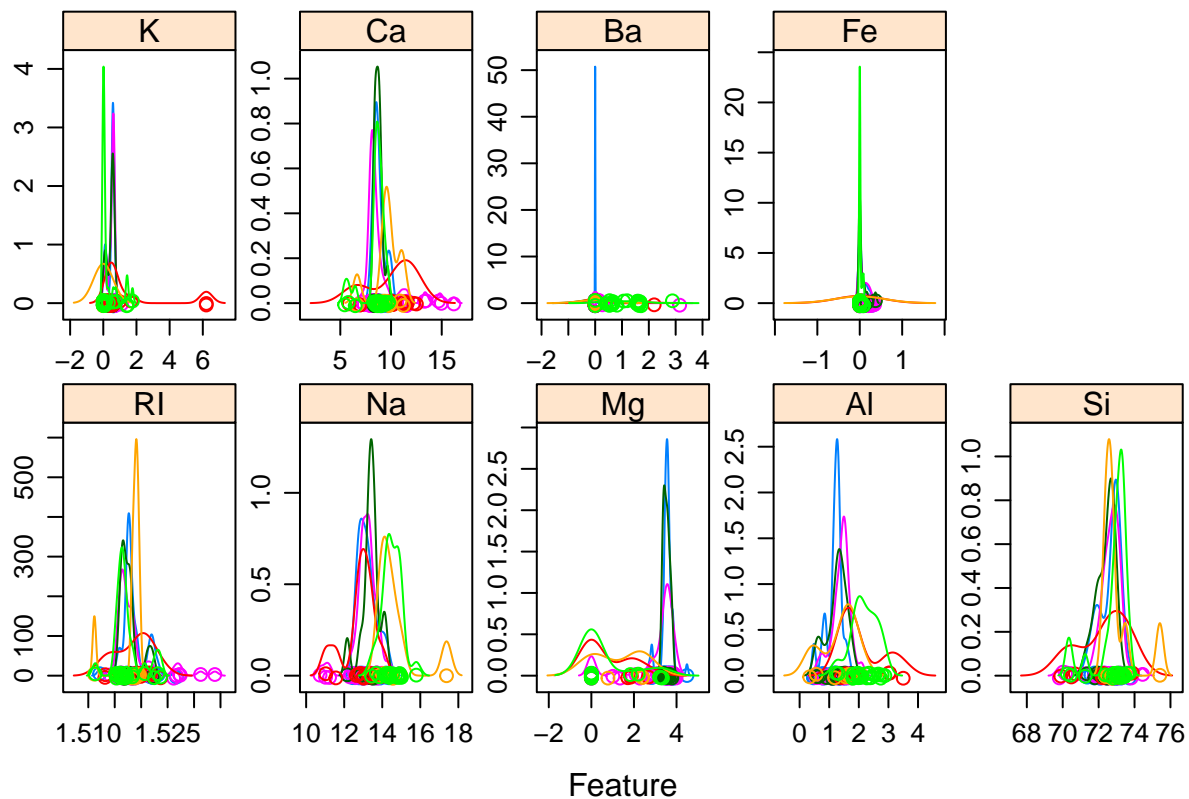 K Ca Ba Fe
0 1 2 3 4
0.0 0.2 0.4 0.6 0.8 1.0
0 10 20 30 40 50
0 5 10 15 20
−2 0 2 4 6
5 10 15
−2 0 1 2 3 4
−1 0 1
RI Na Mg Al Si
0 100 300 500
0.0 0.5 1.0
0.0 0.5 1.0 1.5 2.0 2.5
0.0 0.5 1.0 1.5 2.0 2.5
0.0 0.2 0.4 0.6 0.8 1.0
1.510 1.525
10 12 14 16 18
−2 0 2 4
0 1 2 3 4
68 70 72 74 76
Feature